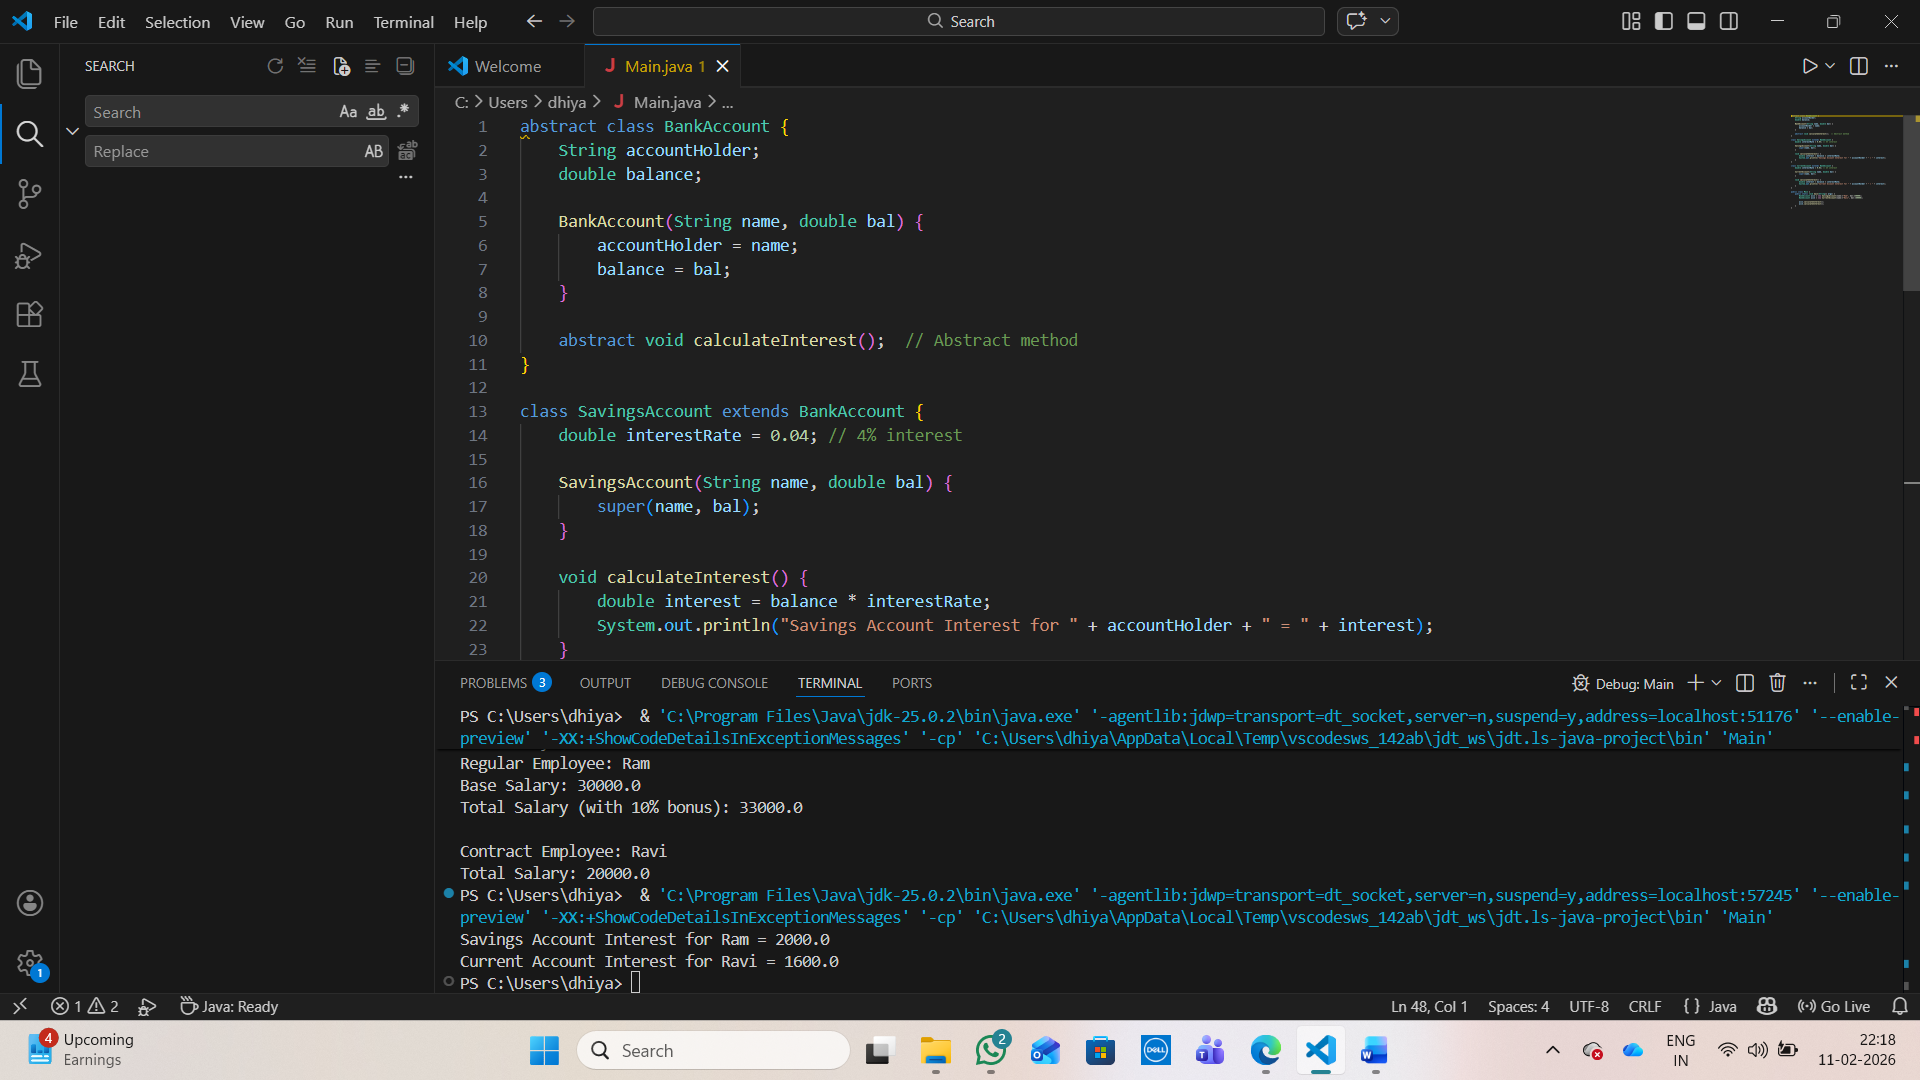 File Edit Selection View Go Run Terminal Help
Search
SEARCH
Search Aa ab .*
Replace AB
Welcome
J Main.java 1
C: > Users > dhiya > J Main.java > ...
1 abstract class BankAccount {
2 String accountHolder;
3 double balance;
4
5 BankAccount(String name, double bal) {
6 accountHolder = name;
7 balance = bal;
8 }
9
10 abstract void calculateInterest();  // Abstract method
11 }
12
13 class SavingsAccount extends BankAccount {
14 double interestRate = 0.04; // 4% interest
15
16 SavingsAccount(String name, double bal) {
17 super(name, bal);
18 }
19
20 void calculateInterest() {
21 double interest = balance * interestRate;
22 System.out.println("Savings Account Interest for " + accountHolder + " = " + interest);
23 }
PROBLEMS 3 OUTPUT DEBUG CONSOLE TERMINAL PORTS
Debug: Main
PS C:\Users\dhiya>  & 'C:\Program Files\Java\jdk-25.0.2\bin\java.exe' '-agentlib:jdwp=transport=dt_socket,server=n,suspend=y,address=localhost:51176' '--enable-
preview' '-XX:+ShowCodeDetailsInExceptionMessages' '-cp' 'C:\Users\dhiya\AppData\Local\Temp\vscodesws_142ab\jdt_ws\jdt.ls-java-project\bin' 'Main'
Regular Employee: Ram
Base Salary: 30000.0
Total Salary (with 10% bonus): 33000.0
Contract Employee: Ravi
Total Salary: 20000.0
PS C:\Users\dhiya>  & 'C:\Program Files\Java\jdk-25.0.2\bin\java.exe' '-agentlib:jdwp=transport=dt_socket,server=n,suspend=y,address=localhost:57245' '--enable-
preview' '-XX:+ShowCodeDetailsInExceptionMessages' '-cp' 'C:\Users\dhiya\AppData\Local\Temp\vscodesws_142ab\jdt_ws\jdt.ls-java-project\bin' 'Main'
Savings Account Interest for Ram = 2000.0
Current Account Interest for Ravi = 1600.0
PS C:\Users\dhiya>
1
1 2 Java: Ready
Ln 48, Col 1 Spaces: 4 UTF-8 CRLF { } Java Go Live
4 Upcoming
Earnings
Search
2
DELL
ENG
IN
22:18
11-02-2026